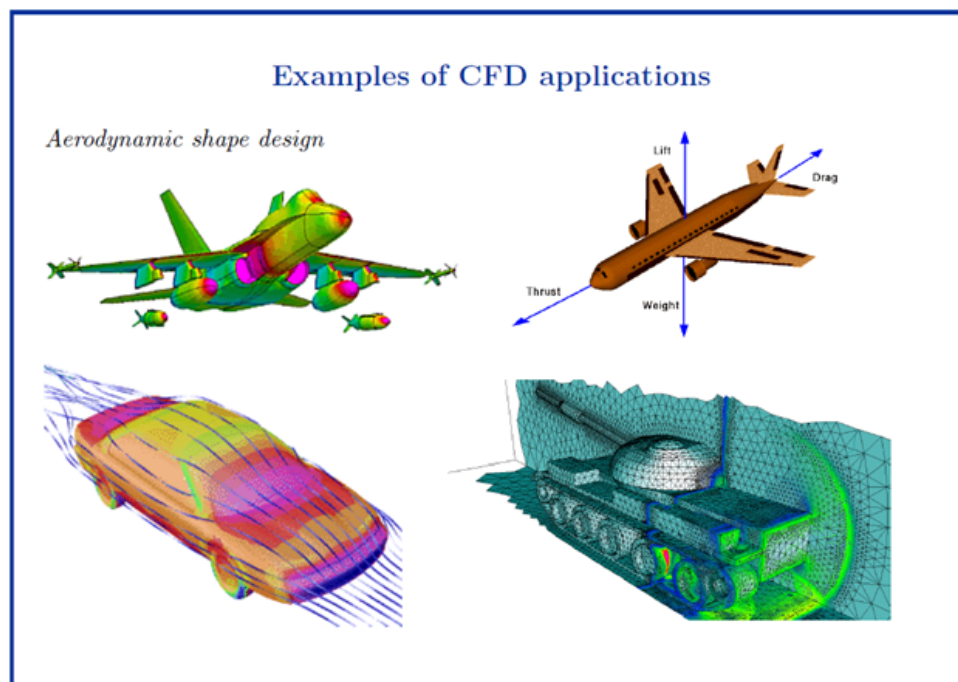 Examples of CFD applications
Aerodynamic shape design
Lift
Drag
Thrust
Weight